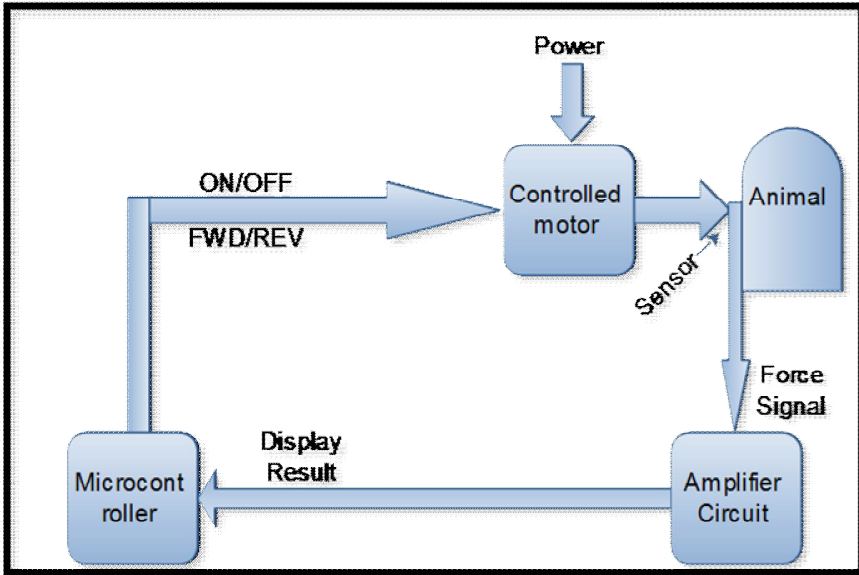 Power
ON/OFF
FWD/REV
Controlled
motor
Animal
Sensor
Force
Signal
Display
Result
Microcont
roller
Amplifier
Circuit